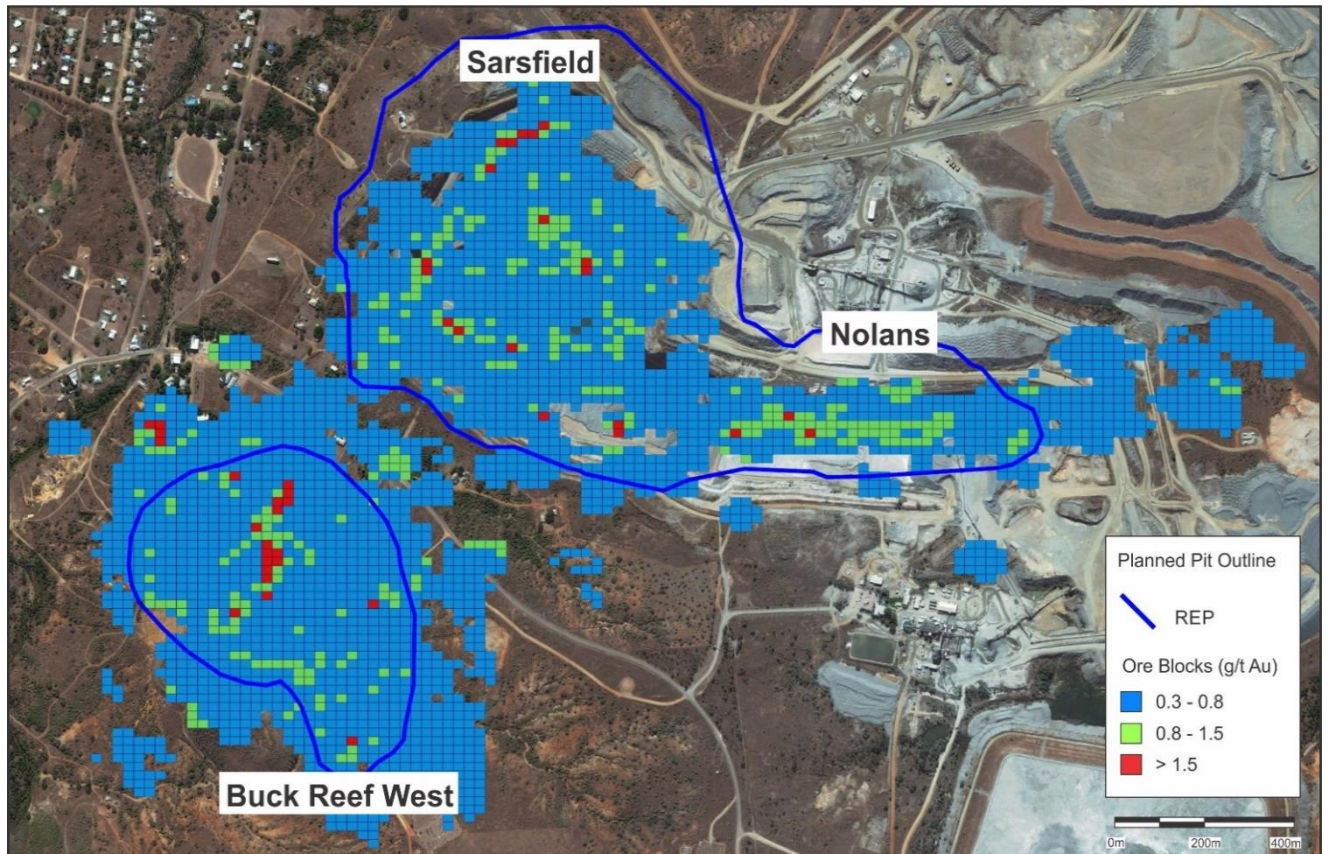 Sarsfield
Nolans
Buck Reef West
Planned Pit Outline
REP
Ore Blocks (g/t Au)
0.3 - 0.8
0.8 - 1.5
> 1.5
0m
200m
400m